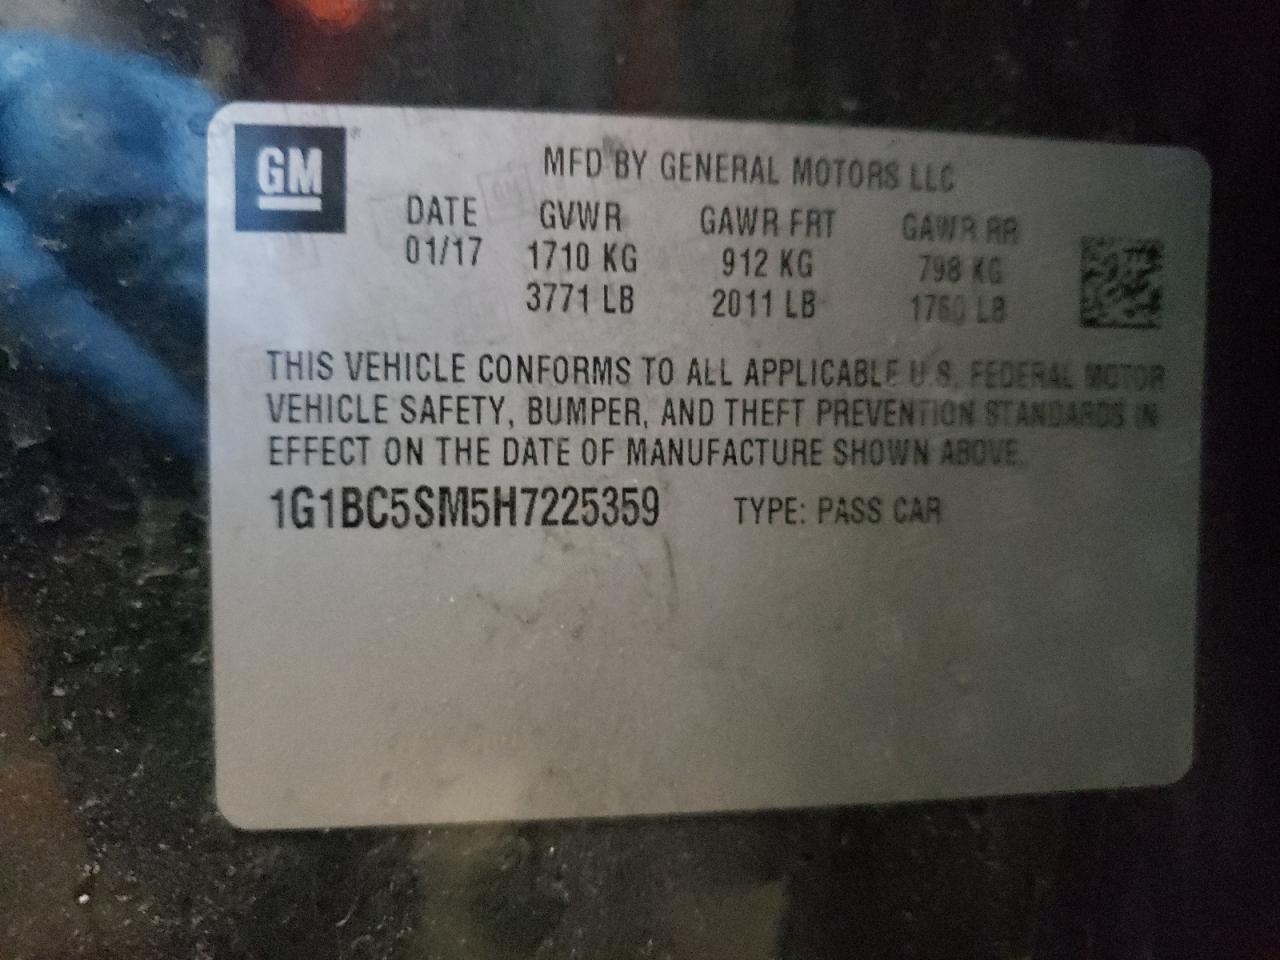 GM
MFD BY GENERAL MOTORS LLC
DATE GVWR GAWR FRT GAWR RR
01/17 1710 KG 912 KG 798 KG
3771 LB 2011 LB 1760 LB
THIS VEHICLE CONFORMS TO ALL APPLICABLE U.S. FEDERAL MOTOR
VEHICLE SAFETY, BUMPER, AND THEFT PREVENTION STANDARDS IN
EFFECT ON THE DATE OF MANUFACTURE SHOWN ABOVE.
1G1BC5SM5H7225359 TYPE: PASS CAR